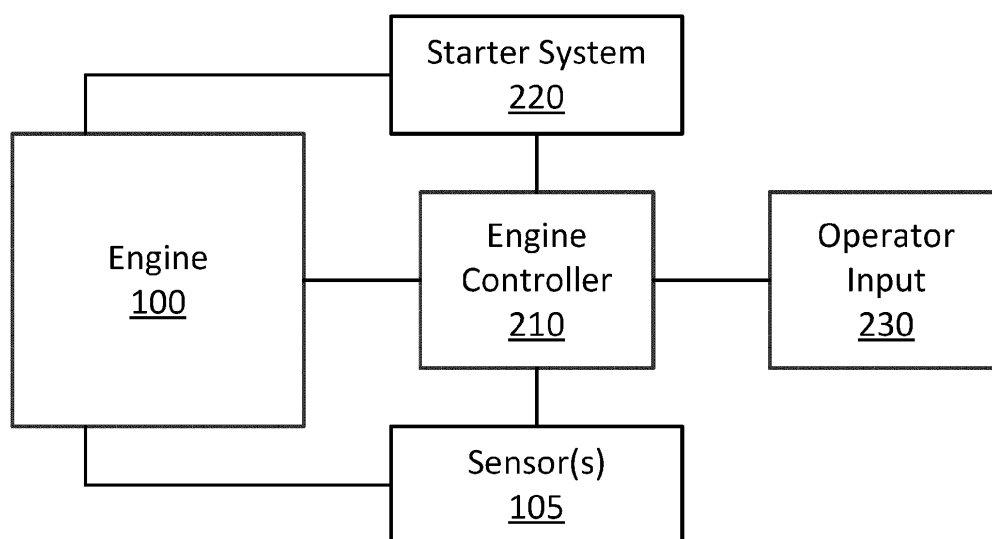 Starter System
220
Engine
100
Engine
Controller
210
Operator
Input
230
Sensor(s)
105